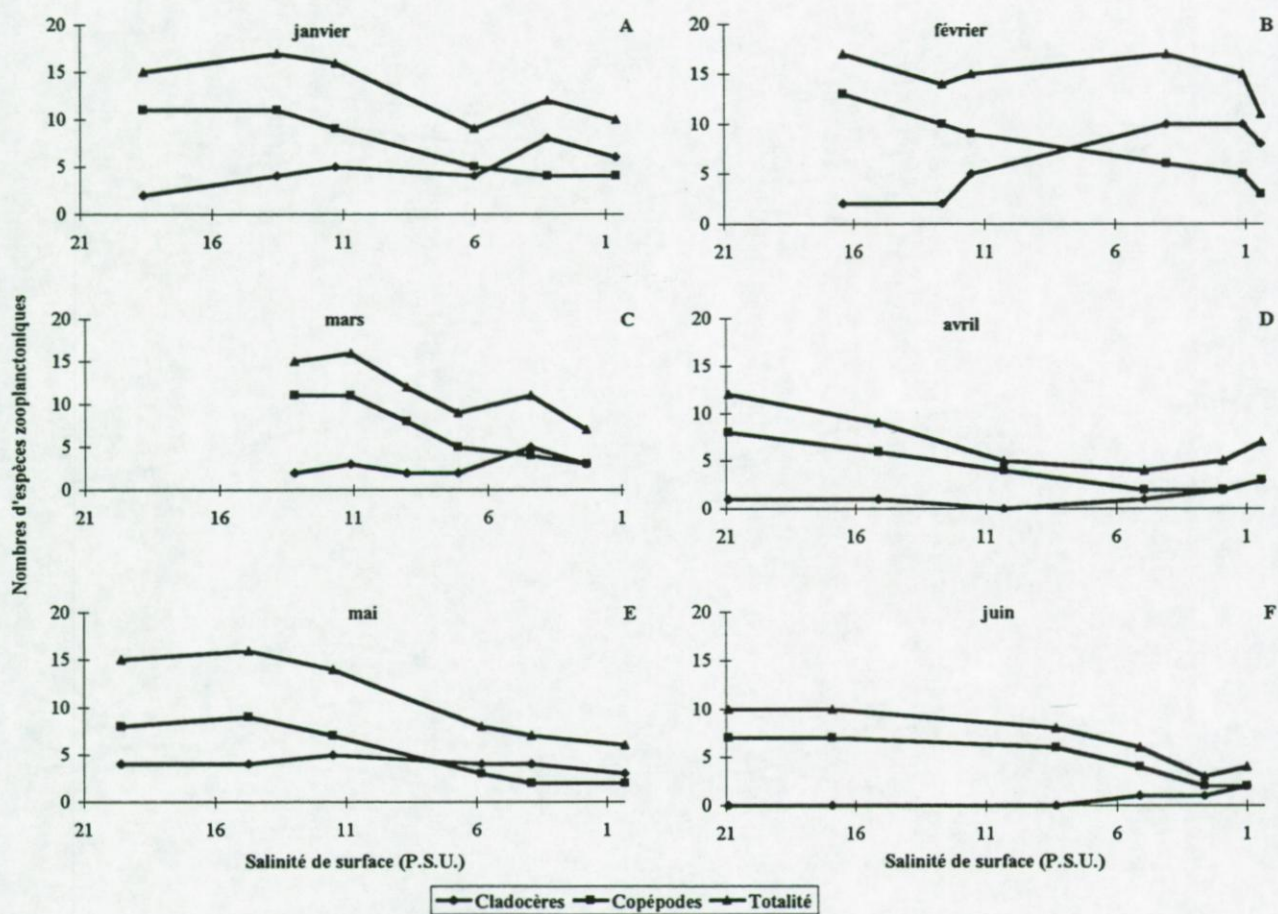 Nombres d'espèces zooplanctoniques
janvier
A
20
15
10
5
0
21 16 11 6 1
février
B
20
15
10
5
0
21 16 11 6 1
mars
C
20
15
10
5
0
21 16 11 6 1
avril
D
20
15
10
5
0
21 16 11 6 1
mai
E
20
15
10
5
0
21 16 11 6 1
Salinité de surface (P.S.U.)
juin
F
20
15
10
5
0
21 16 11 6 1
Salinité de surface (P.S.U.)
Cladocères Copépodes Totalité